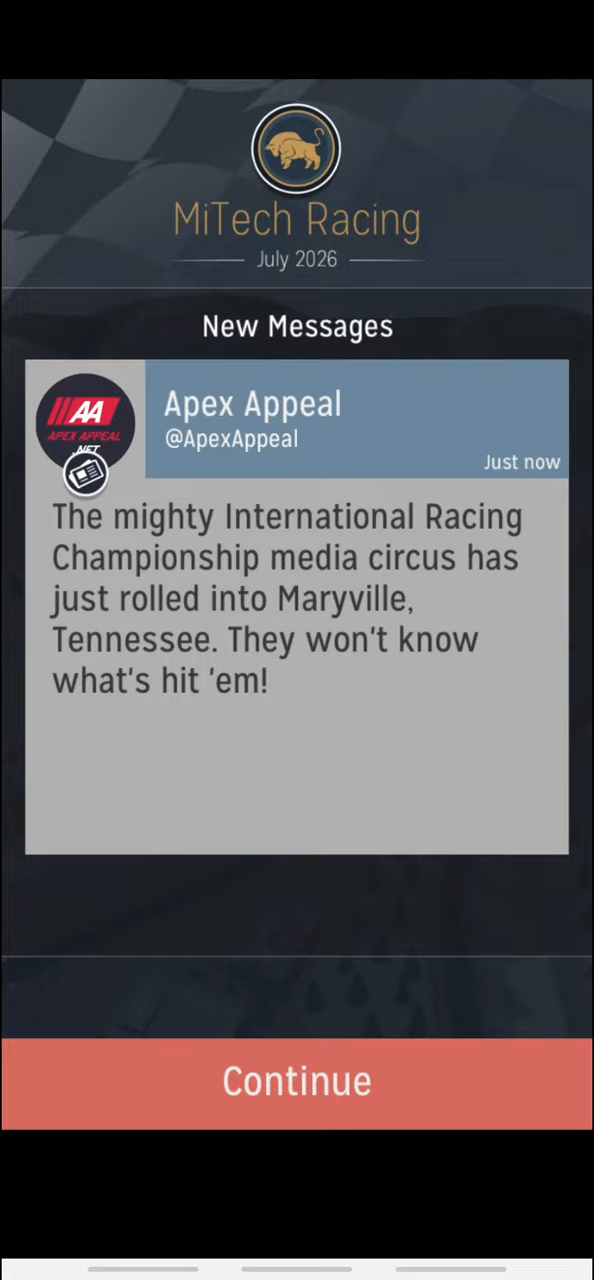 MiTech Racing
July 2026
New Messages
AA
APEX APPEAL
.NET
Apex Appeal
@ApexAppeal
Just now
The mighty International Racing
Championship media circus has
just rolled into Maryville,
Tennessee. They won't know
what's hit 'em!
Continue